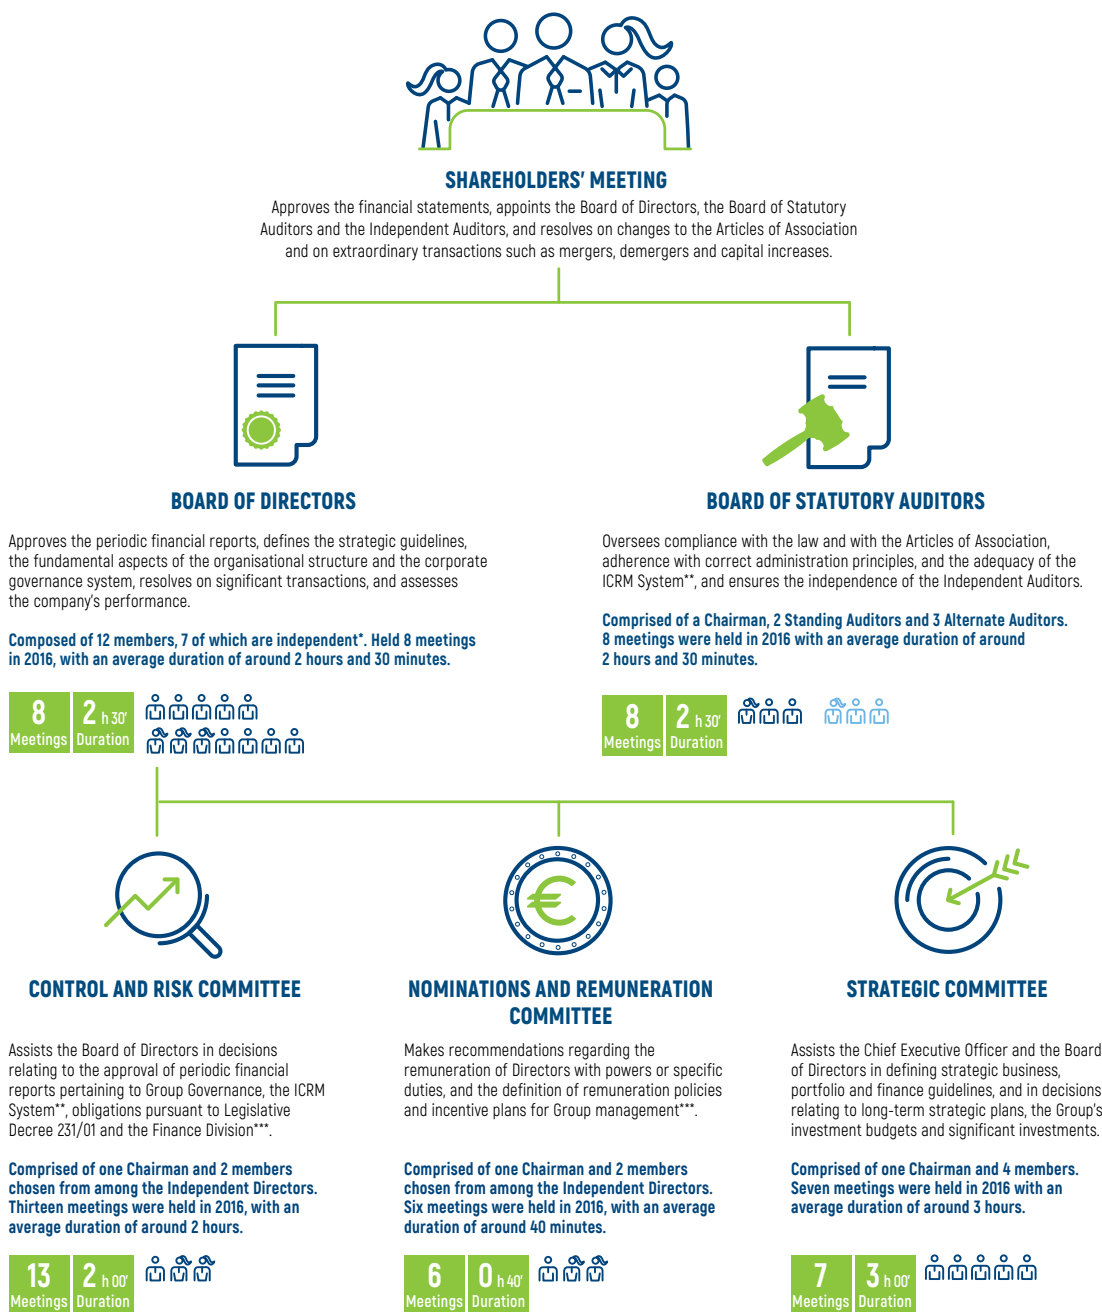 SHAREHOLDERS' MEETING
Approves the financial statements, appoints the Board of Directors, the Board of Statutory
Auditors and the Independent Auditors, and resolves on changes to the Articles of Association
and on extraordinary transactions such as mergers, demergers and capital increases.
BOARD OF DIRECTORS
Approves the periodic financial reports, defines the strategic guidelines,
the fundamental aspects of the organisational structure and the corporate
governance system, resolves on significant transactions, and assesses
the company's performance.
Composed of 12 members, 7 of which are independent*. Held 8 meetings
in 2016, with an average duration of around 2 hours and 30 minutes.
8 Meetings
2 h 30' Duration
BOARD OF STATUTORY AUDITORS
Oversees compliance with the law and with the Articles of Association,
adherence with correct administration principles, and the adequacy of the
ICRM System**, and ensures the independence of the Independent Auditors.
Comprised of a Chairman, 2 Standing Auditors and 3 Alternate Auditors.
8 meetings were held in 2016 with an average duration of around
2 hours and 30 minutes.
8 Meetings
2 h 30' Duration
CONTROL AND RISK COMMITTEE
Assists the Board of Directors in decisions
relating to the approval of periodic financial
reports pertaining to Group Governance, the ICRM
System**, obligations pursuant to Legislative
Decree 231/01 and the Finance Division***.
Comprised of one Chairman and 2 members
chosen from among the Independent Directors.
Thirteen meetings were held in 2016, with an
average duration of around 2 hours.
13 Meetings
2 h 00' Duration
NOMINATIONS AND REMUNERATION
COMMITTEE
Makes recommendations regarding the
remuneration of Directors with powers or specific
duties, and the definition of remuneration policies
and incentive plans for Group management***.
Comprised of one Chairman and 2 members
chosen from among the Independent Directors.
Six meetings were held in 2016, with an average
duration of around 40 minutes.
6 Meetings
0 h 40' Duration
STRATEGIC COMMITTEE
Assists the Chief Executive Officer and the Board
of Directors in defining strategic business,
portfolio and finance guidelines, and in decisions
relating to long-term strategic plans, the Group's
investment budgets and significant investments.
Comprised of one Chairman and 4 members.
Seven meetings were held in 2016 with an
average duration of around 3 hours.
7 Meetings
3 h 00' Duration